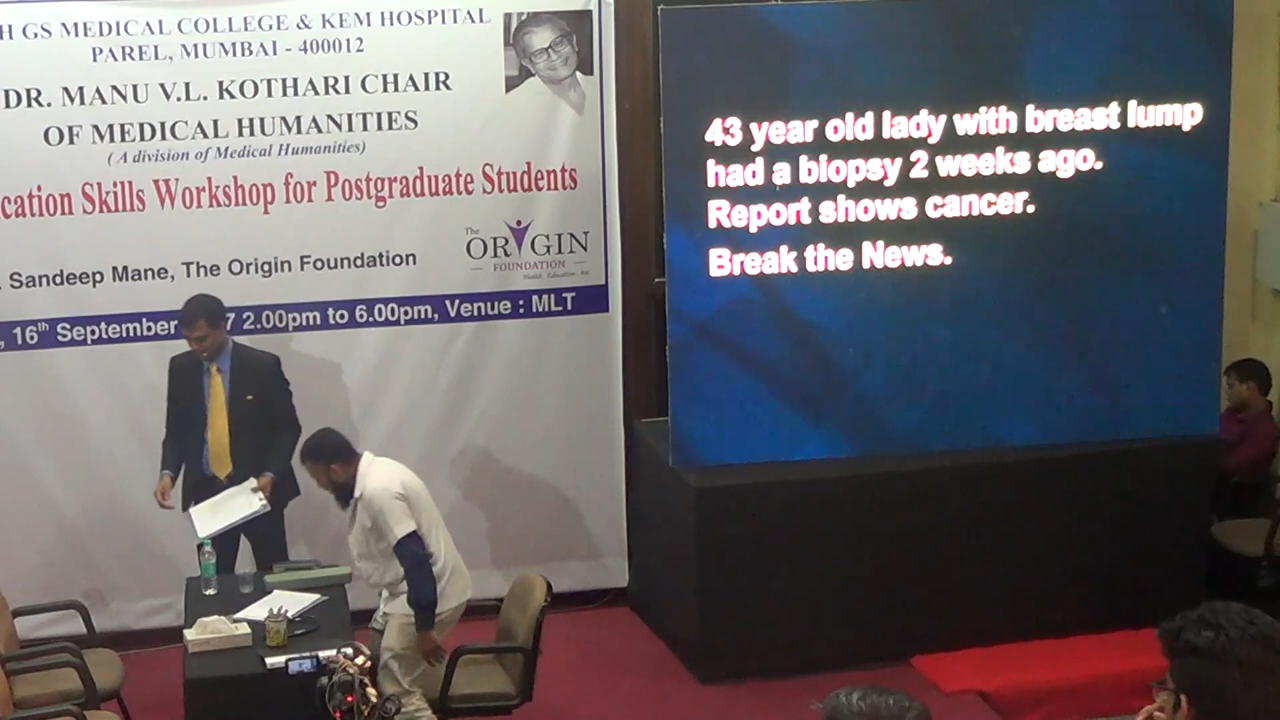 H GS MEDICAL COLLEGE & KEM HOSPITAL
PAREL, MUMBAI - 400012
DR. MANU V.L. KOTHARI CHAIR
OF MEDICAL HUMANITIES
( A division of Medical Humanities)
cation Skills Workshop for Postgraduate Students
. Sandeep Mane, The Origin Foundation
The
ORIGIN
FOUNDATION
, 16th September 7 2.00pm to 6.00pm, Venue : MLT
43 year old lady with breast lump
had a biopsy 2 weeks ago.
Report shows cancer.
Break the News.